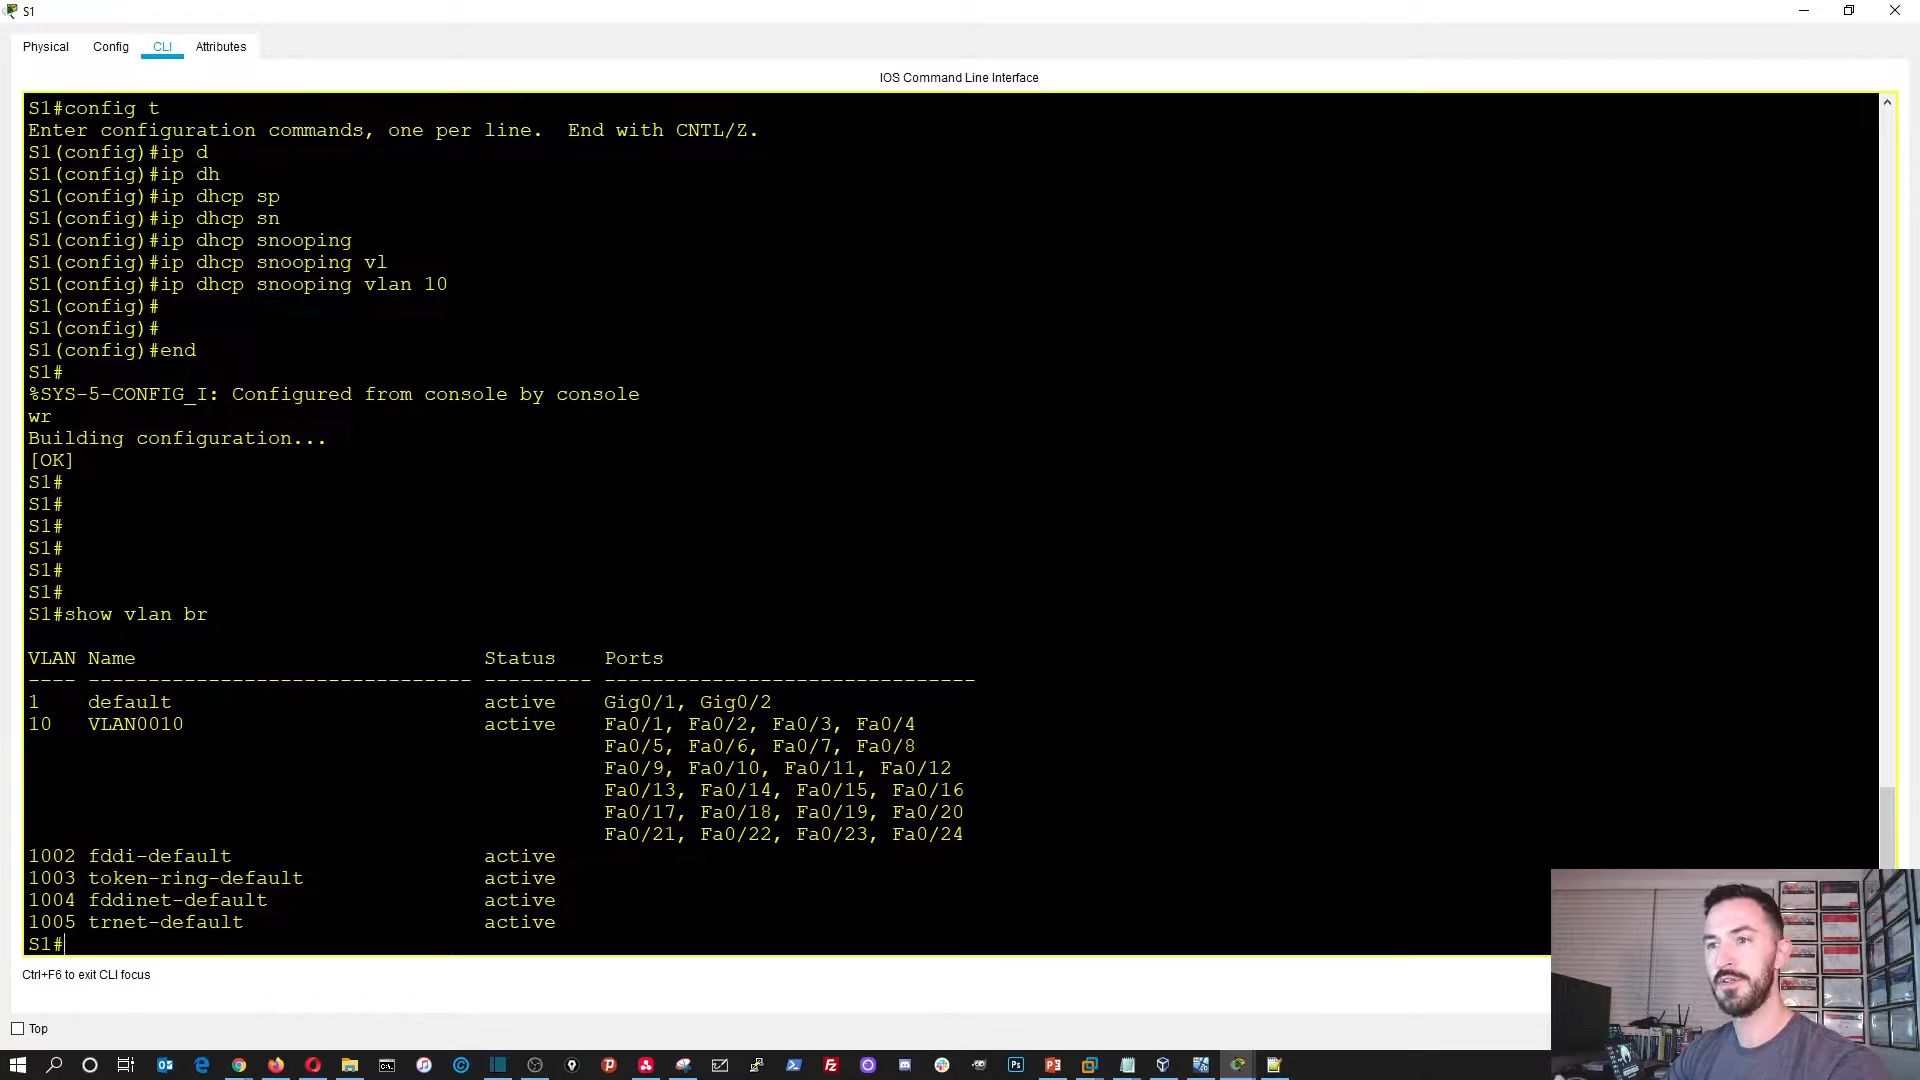 S1
Physical Config CLI Attributes
IOS Command Line Interface
S1#config t
Enter configuration commands, one per line.  End with CNTL/Z.
S1(config)#ip d
S1(config)#ip dh
S1(config)#ip dhcp sp
S1(config)#ip dhcp sn
S1(config)#ip dhcp snooping
S1(config)#ip dhcp snooping vl
S1(config)#ip dhcp snooping vlan 10
S1(config)#
S1(config)#
S1(config)#end
S1#
%SYS-5-CONFIG_I: Configured from console by console
wr
Building configuration...
[OK]
S1#
S1#
S1#
S1#
S1#
S1#
S1#show vlan br
VLAN Name                             Status    Ports
---- -------------------------------- --------- -------------------------------
1    default                          active    Gig0/1, Gig0/2
10   VLAN0010                         active    Fa0/1, Fa0/2, Fa0/3, Fa0/4
                                                Fa0/5, Fa0/6, Fa0/7, Fa0/8
                                                Fa0/9, Fa0/10, Fa0/11, Fa0/12
                                                Fa0/13, Fa0/14, Fa0/15, Fa0/16
                                                Fa0/17, Fa0/18, Fa0/19, Fa0/20
                                                Fa0/21, Fa0/22, Fa0/23, Fa0/24
1002 fddi-default                     active
1003 token-ring-default               active
1004 fddinet-default                  active
1005 trnet-default                    active
S1#
Ctrl+F6 to exit CLI focus
Top